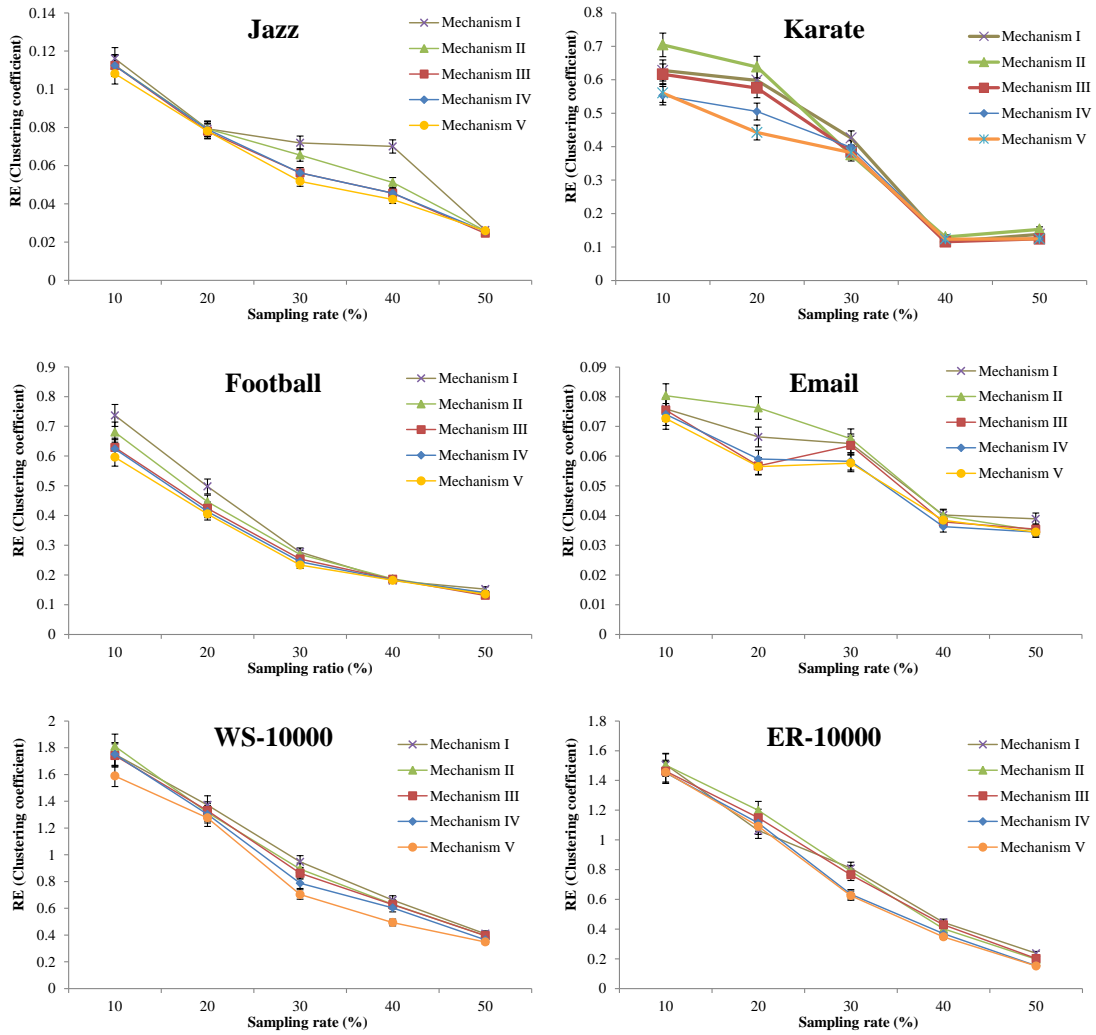 Jazz
RE (Clustering coefficient)
0.14
0.12
0.1
0.08
0.06
0.04
0.02
0
10 20 30 40 50
Sampling rate (%)
Mechanism I
Mechanism II
Mechanism III
Mechanism IV
Mechanism V
Karate
RE (Clustering coefficient)
0.8
0.7
0.6
0.5
0.4
0.3
0.2
0.1
0
10 20 30 40 50
Sampling rate (%)
Mechanism I
Mechanism II
Mechanism III
Mechanism IV
Mechanism V
Football
RE (Clustering coefficient)
0.9
0.8
0.7
0.6
0.5
0.4
0.3
0.2
0.1
0
10 20 30 40 50
Sampling ratio (%)
Mechanism I
Mechanism II
Mechanism III
Mechanism IV
Mechanism V
Email
RE (Clustering coefficient)
0.09
0.08
0.07
0.06
0.05
0.04
0.03
0.02
0.01
0
10 20 30 40 50
Sampling rate (%)
Mechanism I
Mechanism II
Mechanism III
Mechanism IV
Mechanism V
WS-10000
RE (Clustering coefficient)
2
1.8
1.6
1.4
1.2
1
0.8
0.6
0.4
0.2
0
10 20 30 40 50
Sampling rate (%)
Mechanism I
Mechanism II
Mechanism III
Mechanism IV
Mechanism V
ER-10000
RE (Clustering coefficient)
1.8
1.6
1.4
1.2
1
0.8
0.6
0.4
0.2
0
10 20 30 40 50
Sampling rate (%)
Mechanism I
Mechanism II
Mechanism III
Mechanism IV
Mechanism V